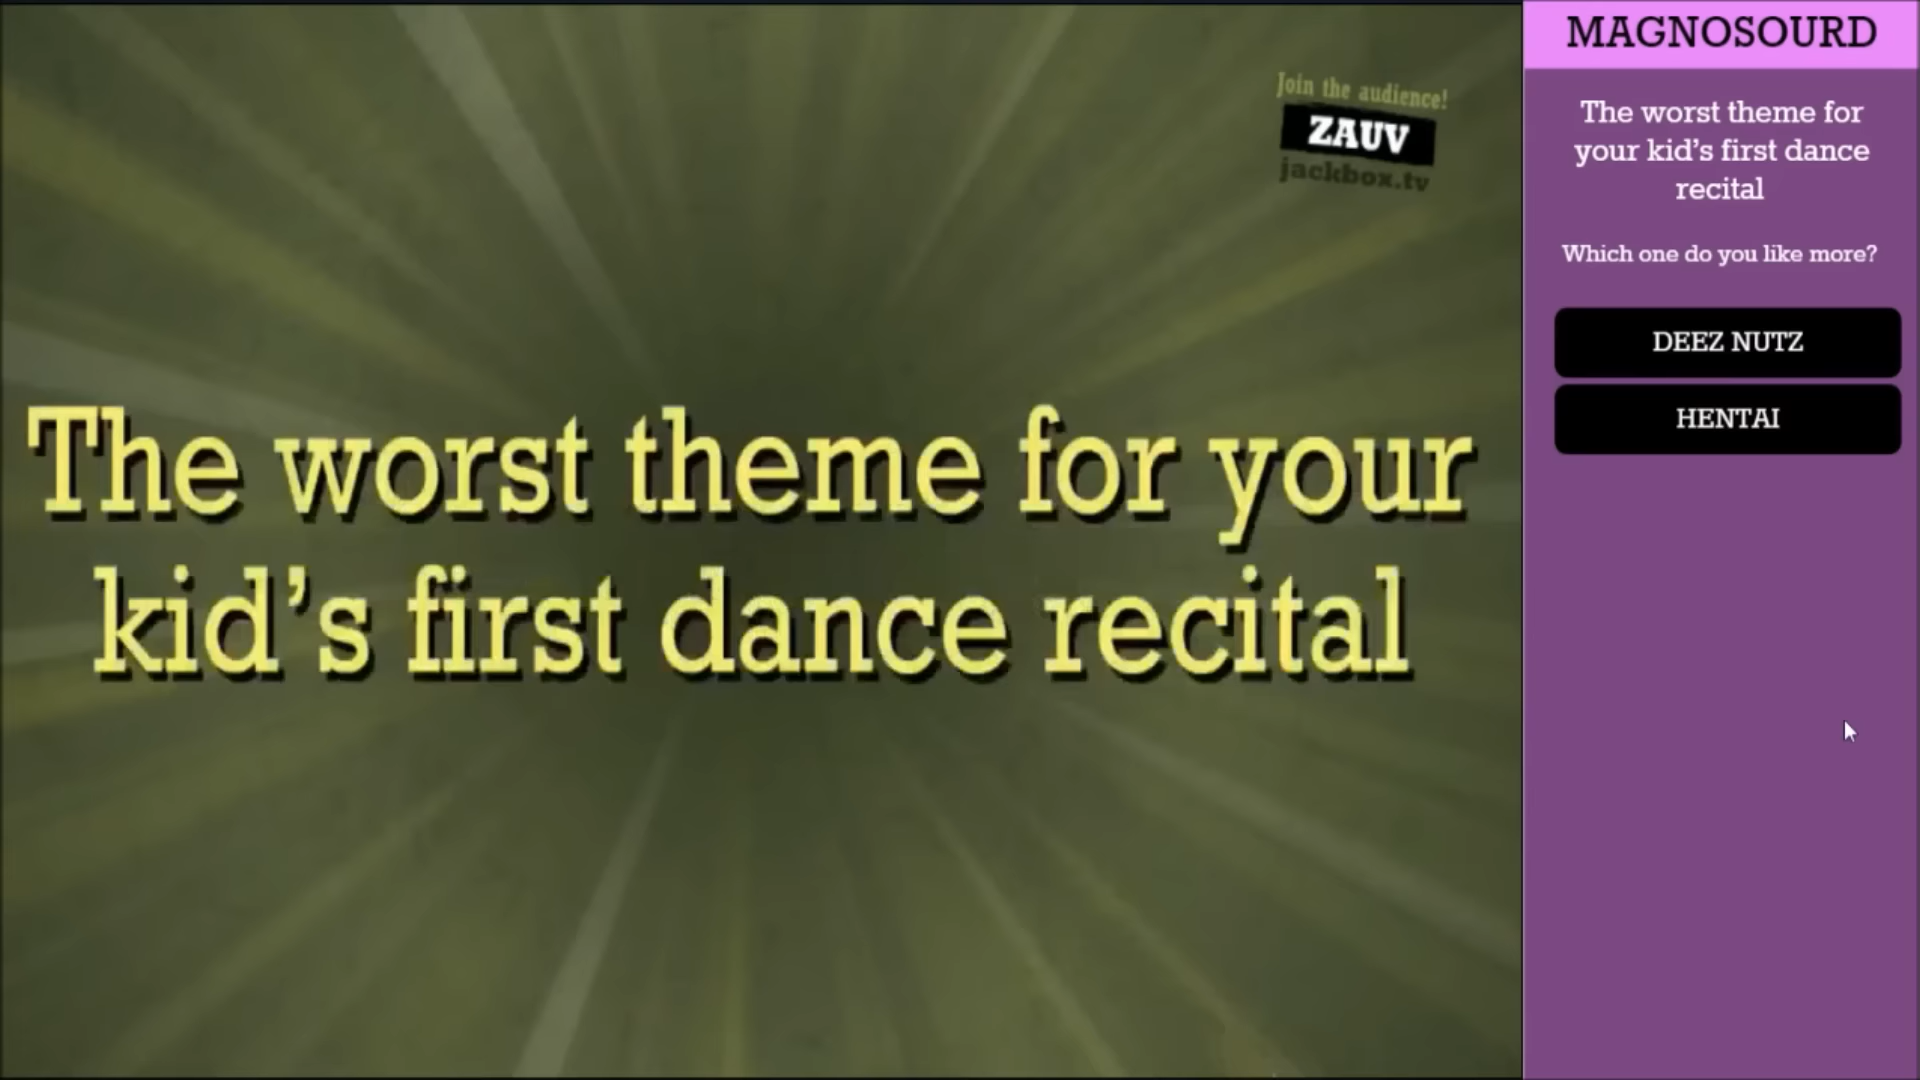 Join the audience!
ZAUV
jackbox.tv
The worst theme for your
kid’s first dance recital
MAGNOSOURD
The worst theme for
your kid’s first dance
recital
Which one do you like more?
DEEZ NUTZ
HENTAI